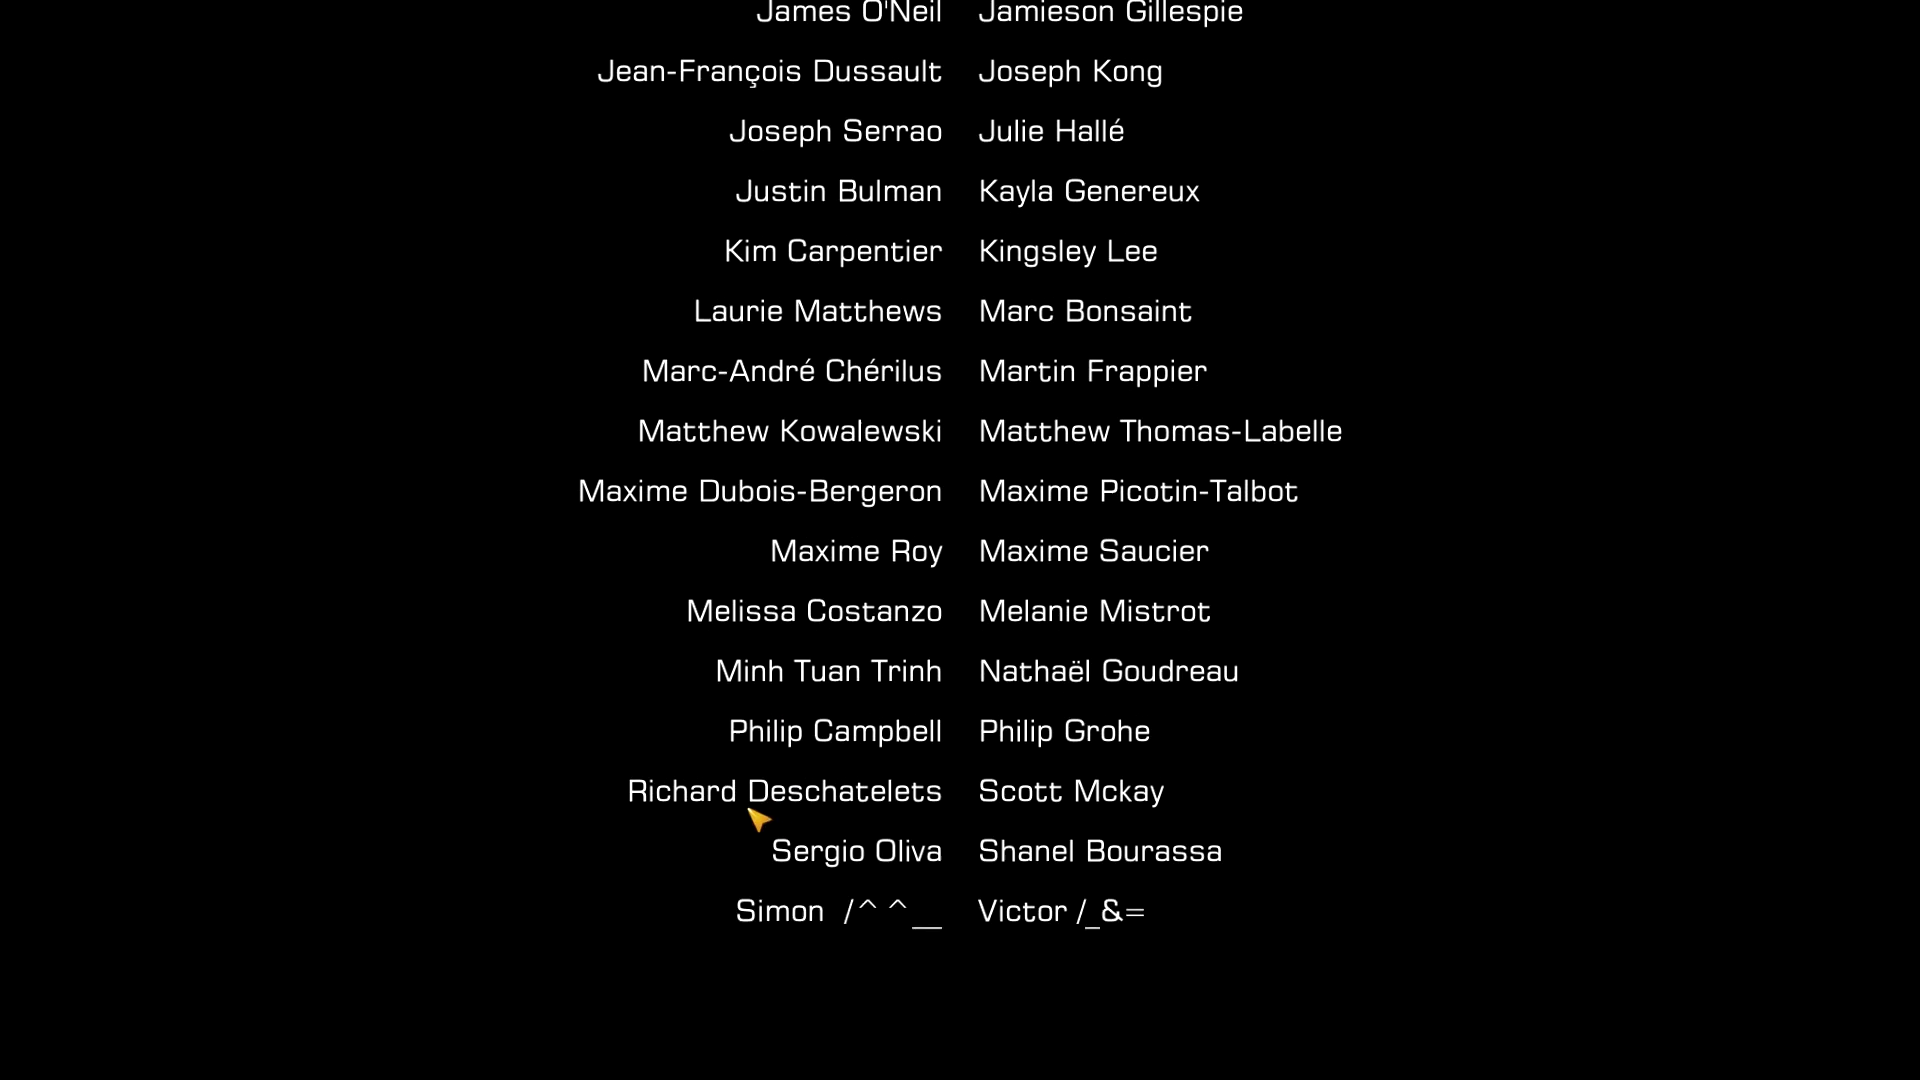 James O'Neil Jamieson Gillespie
Jean-François Dussault Joseph Kong
Joseph Serrao Julie Hallé
Justin Bulman Kayla Genereux
Kim Carpentier Kingsley Lee
Laurie Matthews Marc Bonsaint
Marc-André Chérilus Martin Frappier
Matthew Kowalewski Matthew Thomas-Labelle
Maxime Dubois-Bergeron Maxime Picotin-Talbot
Maxime Roy Maxime Saucier
Melissa Costanzo Melanie Mistrot
Minh Tuan Trinh Nathaël Goudreau
Philip Campbell Philip Grohe
Richard Deschatelets Scott Mckay
Sergio Oliva Shanel Bourassa
Simon /^ ^__ Victor /_&=